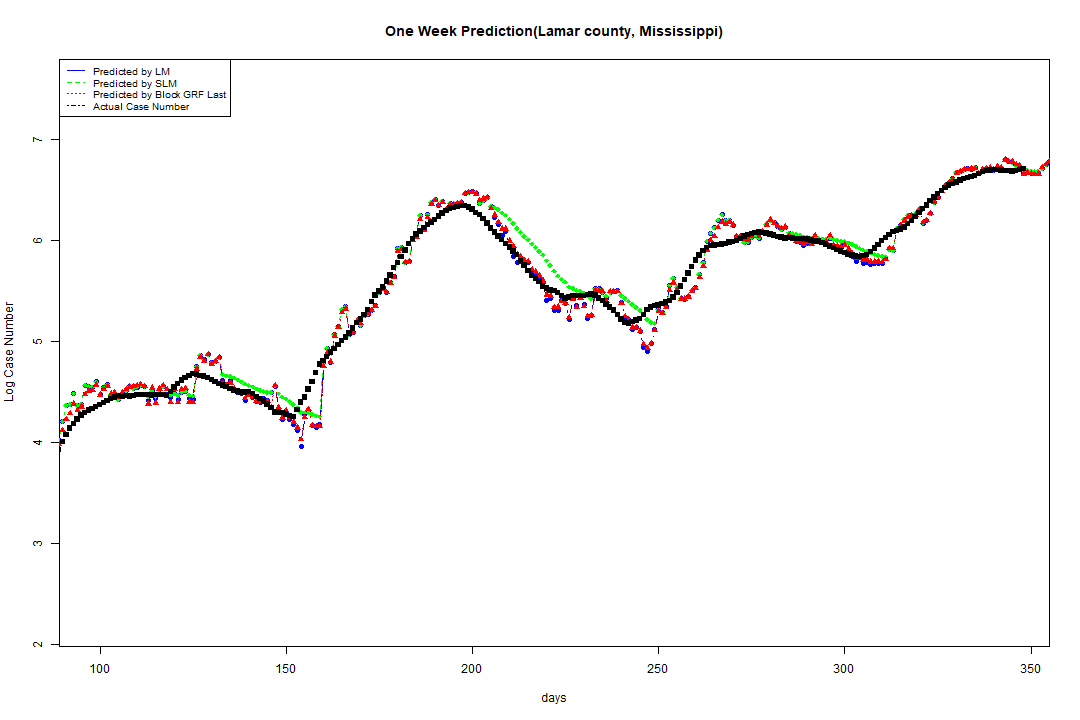 One Week Prediction(Lamar county, Mississippi)
Predicted by LM
Predicted by SLM
Predicted by Block GRF Last
Actual Case Number
Log Case Number
7
6
5
4
3
2
100 150 200 250 300 350
days